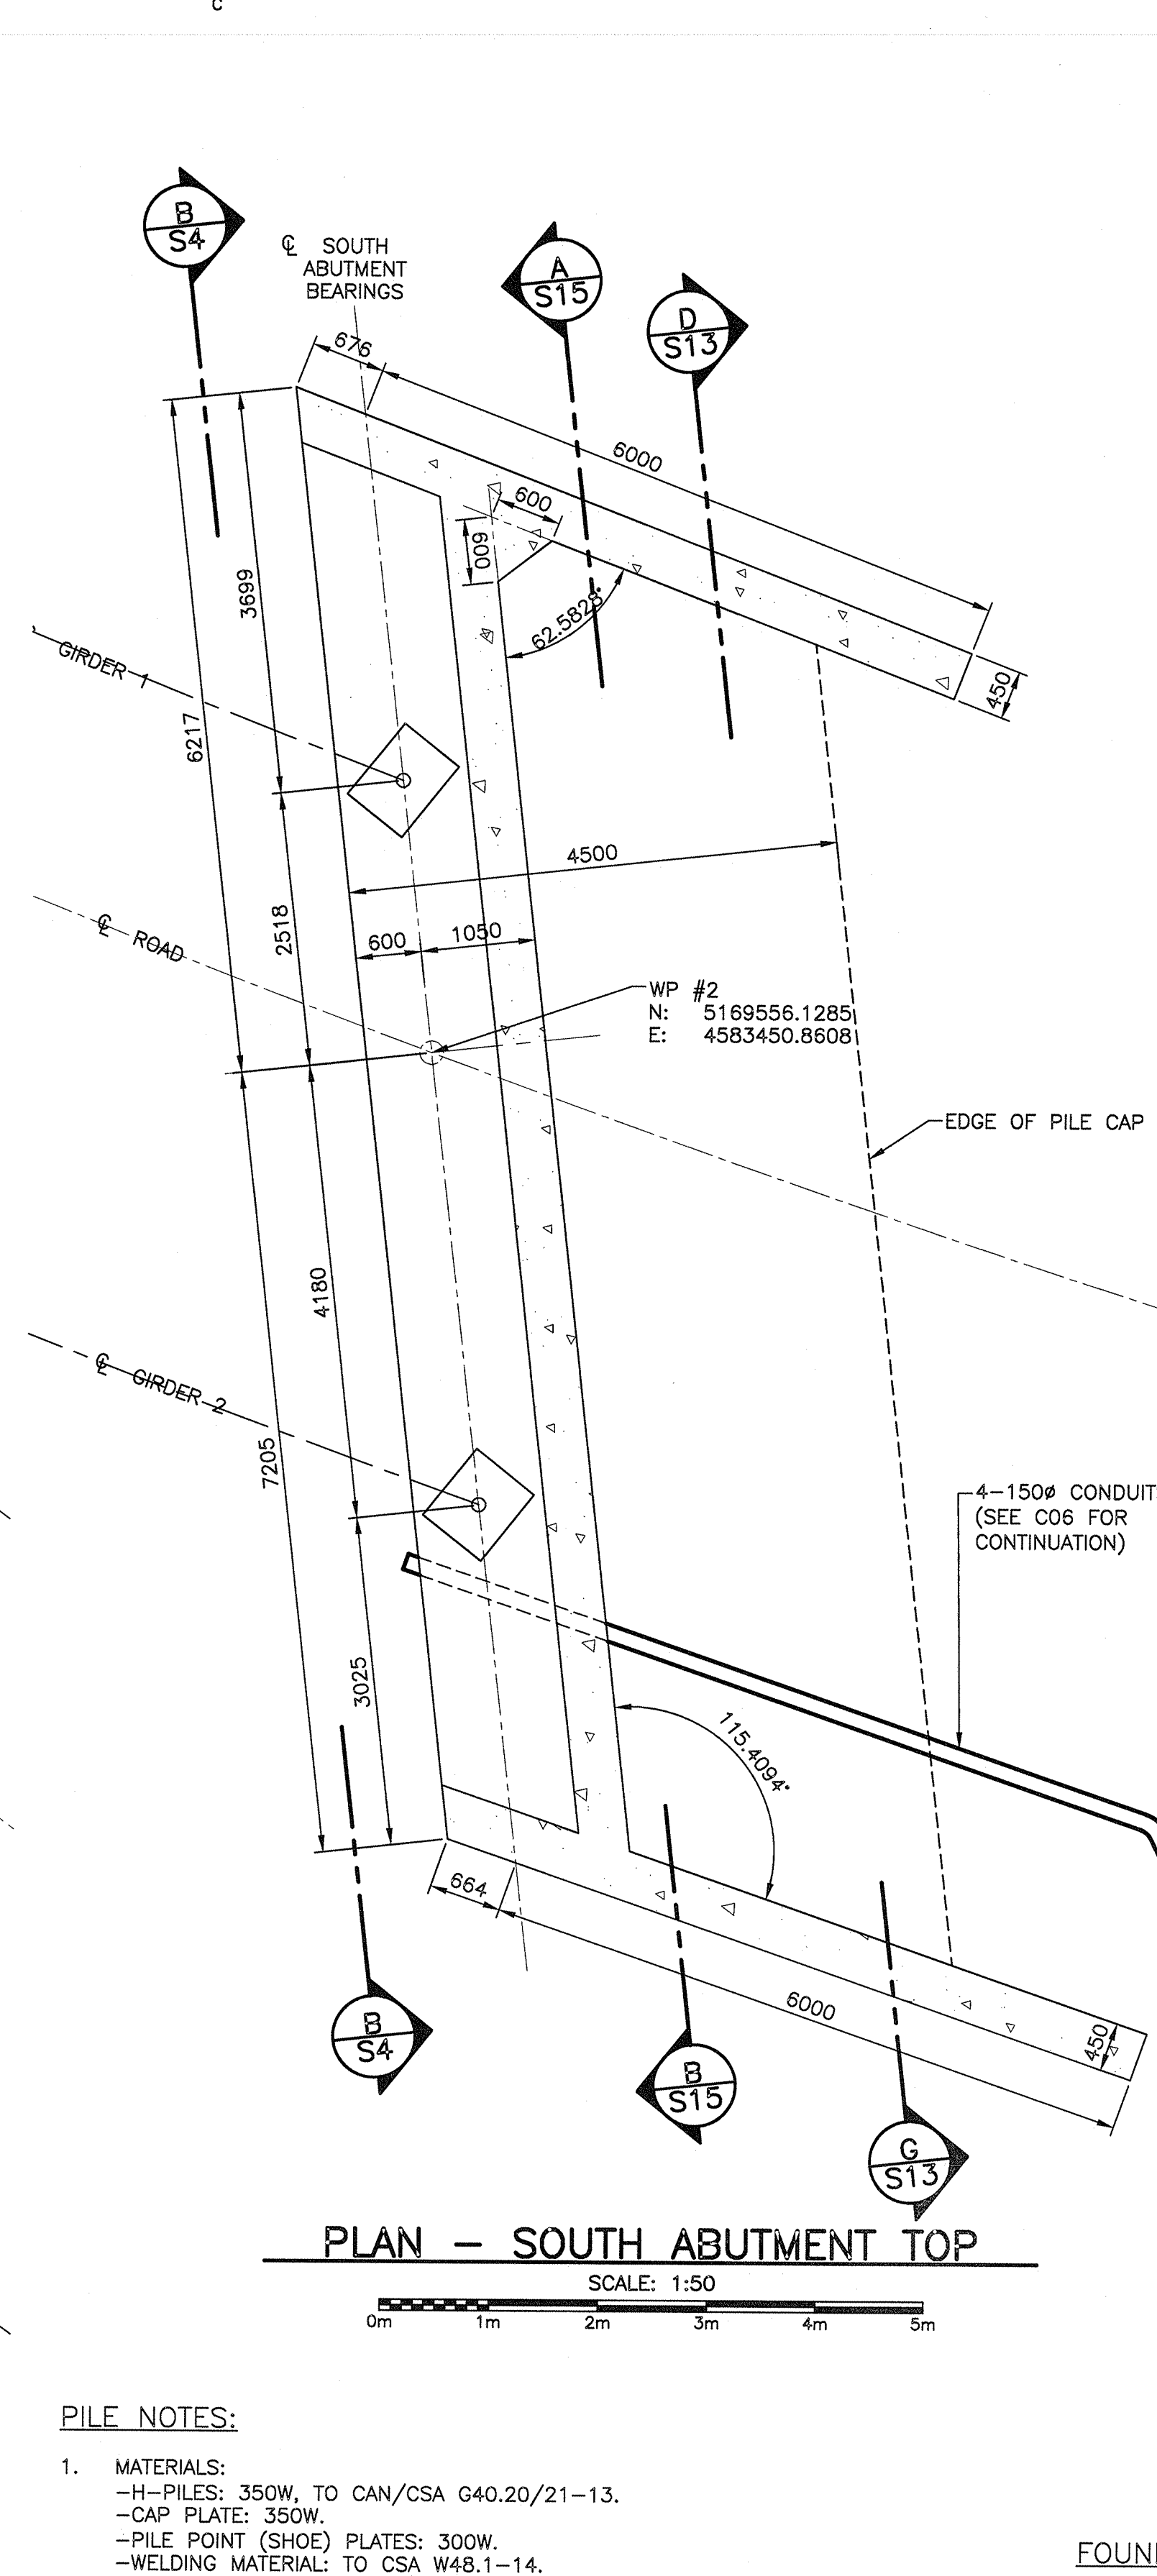 C
B
S4
℄ SOUTH
ABUTMENT
BEARINGS
A
S15
D
S13
676
6000
600
600
3699
62.5828°
GIRDER 1
450
6217
4500
2518
600
1050
℄ ROAD
WP #2
N: 5169556.1285
E: 4583450.8608
EDGE OF PILE CAP
4180
℄ GIRDER 2
7205
4-150ø CONDUIT
(SEE C06 FOR
CONTINUATION)
3025
115.4094°
664
6000
450
B
S4
B
S15
G
S13
PLAN – SOUTH ABUTMENT TOP
SCALE: 1:50
0m 1m 2m 3m 4m 5m
PILE NOTES:
1. MATERIALS:
-H-PILES: 350W, TO CAN/CSA G40.20/21-13.
-CAP PLATE: 350W.
-PILE POINT (SHOE) PLATES: 300W.
-WELDING MATERIAL: TO CSA W48.1-14.
FOUN